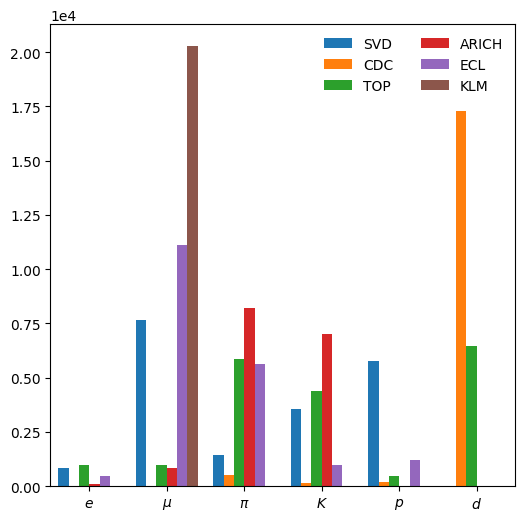 1e4
SVD ARICH
CDC ECL
TOP KLM
2.00
1.75
1.50
1.25
1.00
0.75
0.50
0.25
0.00
e μ π K p d